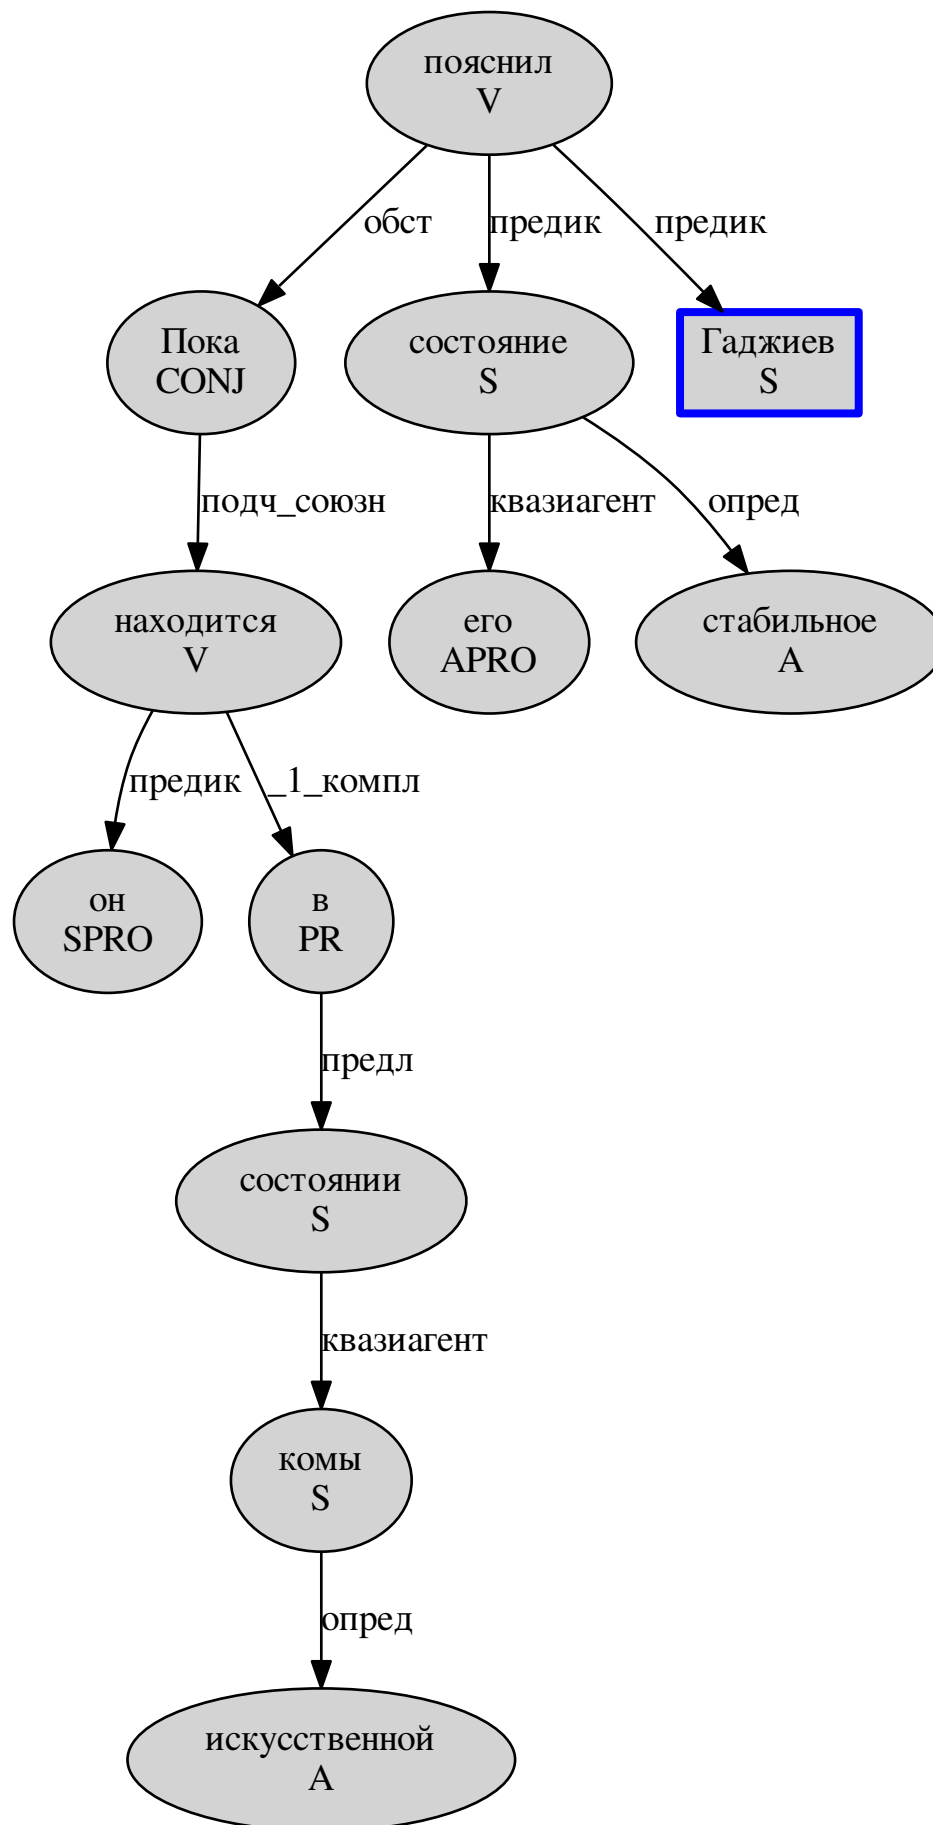 пояснил
V
обст
предик
предик
Пока
CONJ
состояние
S
Гаджиев
S
подч_союзн
квазиагент
опред
находится
V
его
APRO
стабильное
A
предик
_1_компл
он
SPRO
в
PR
предл
состоянии
S
квазиагент
комы
S
опред
искусственной
A